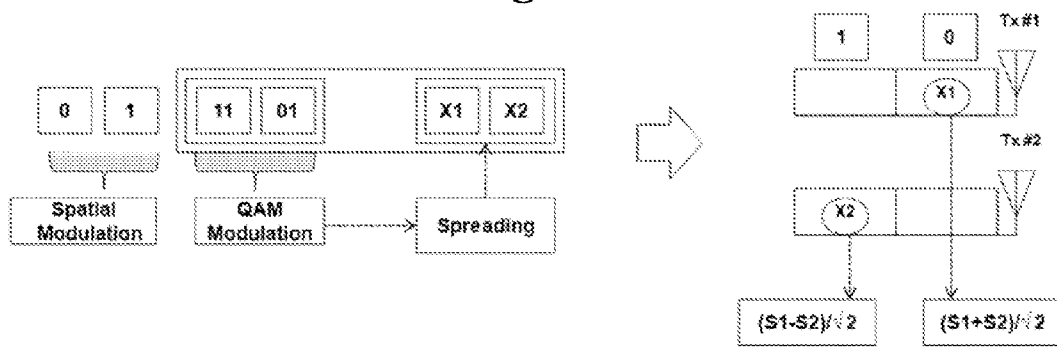 g
0 1 11 01 X1 X2
Spatial
Modulation
QAM
Modulation
Spreading
1 0 Tx#1
X1
Tx#2
X2
(S1-S2)/√2 (S1+S2)/√2